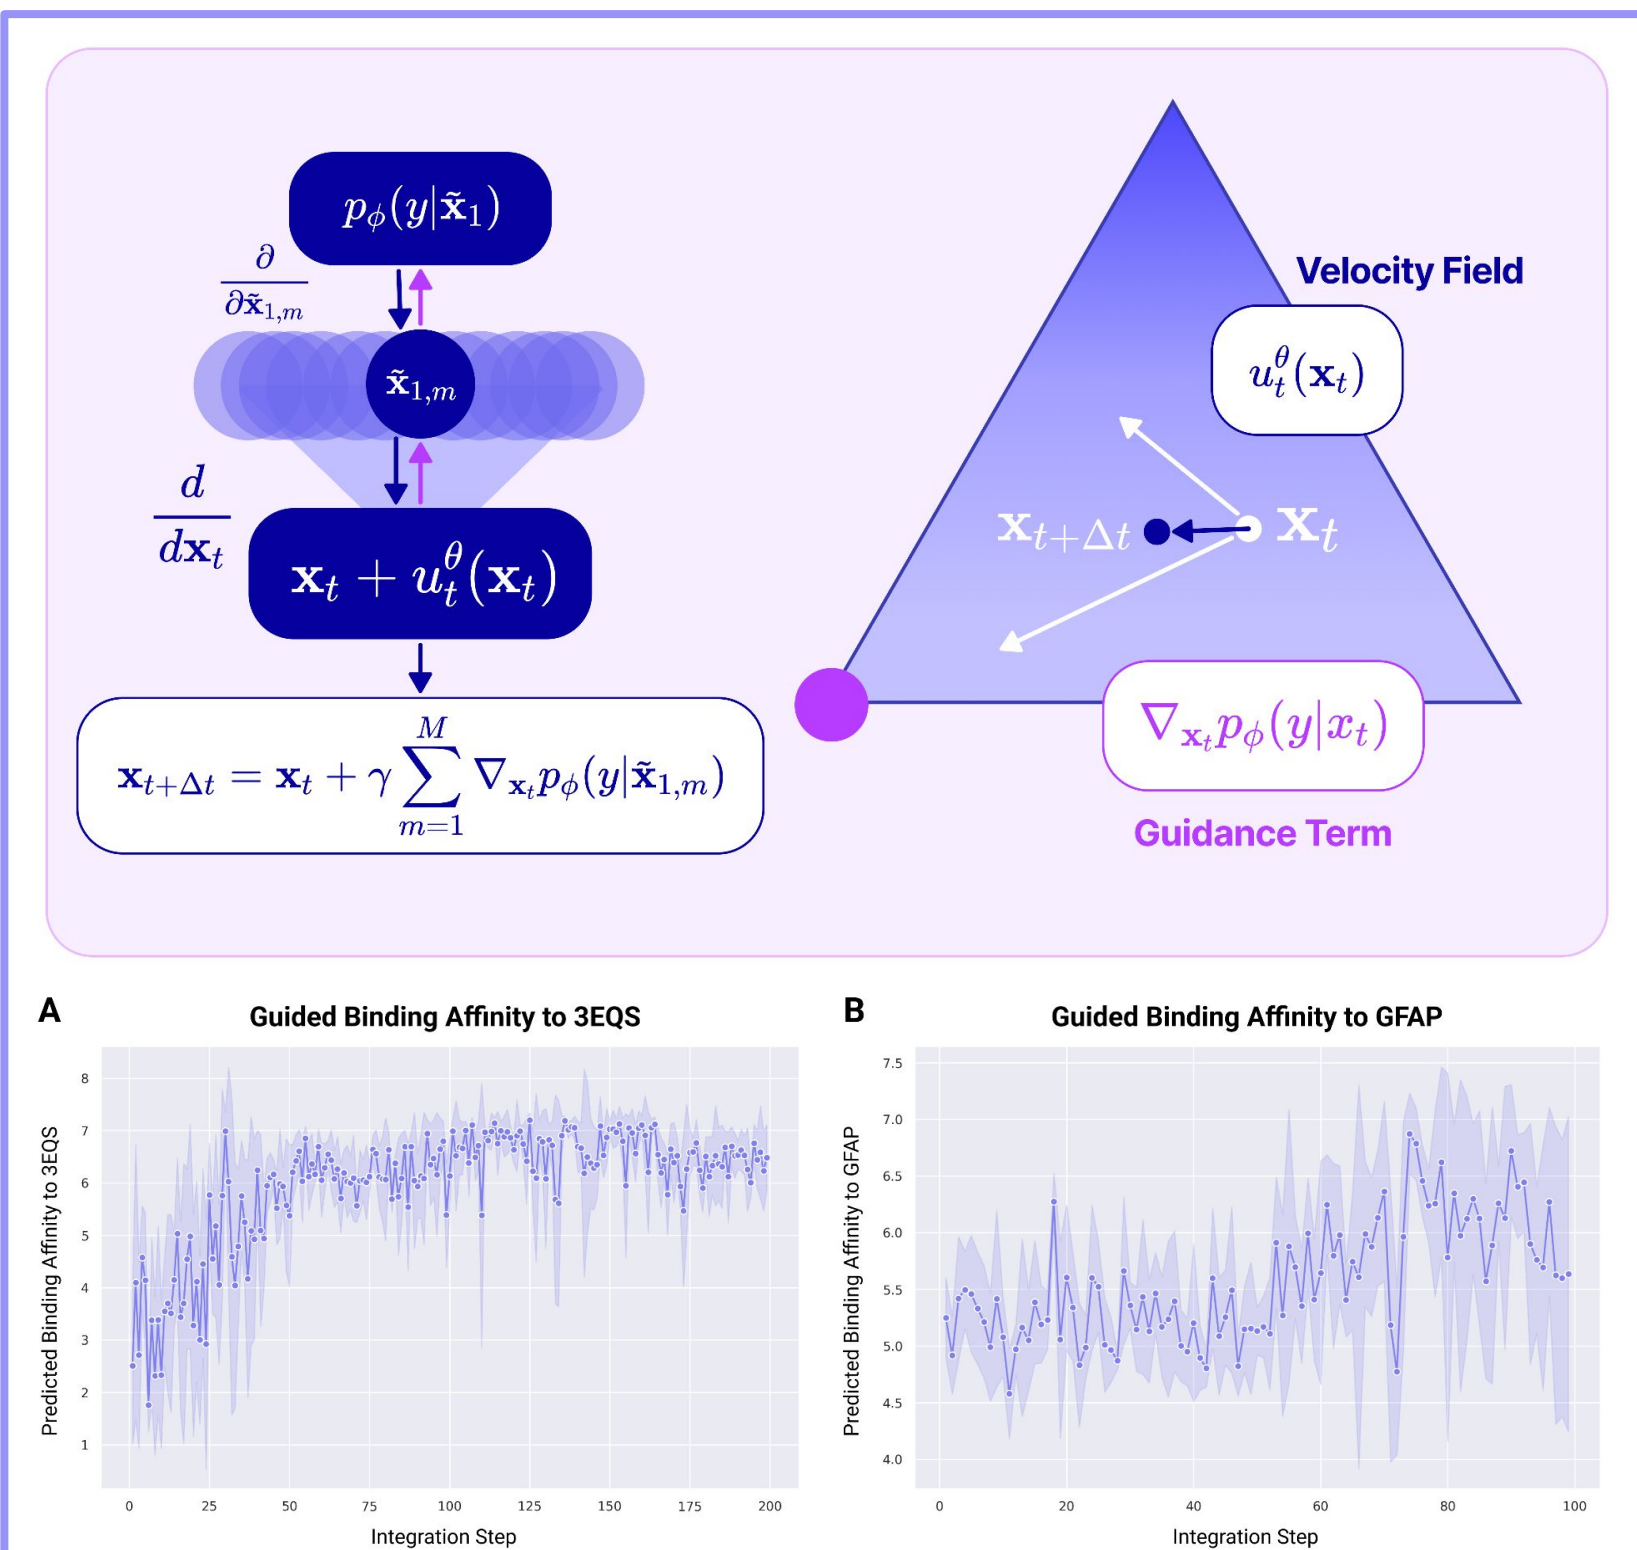 p_ϕ(y|x̃_1)
∂/∂x̃_{1,m}
x̃_{1,m}
d/dx_t
x_t + u_t^θ(x_t)
x_{t+Δt} = x_t + γ ∑_{m=1}^{M} ∇_{x_t} p_ϕ(y|x̃_{1,m})
Velocity Field
u_t^θ(x_t)
x_{t+Δt}
x_t
∇_{x_t} p_ϕ(y|x_t)
Guidance Term
A
Guided Binding Affinity to 3EQS
Predicted Binding Affinity to 3EQS
8
7
6
5
4
3
2
1
0 25 50 75 100 125 150 175 200
Integration Step
B
Guided Binding Affinity to GFAP
Predicted Binding Affinity to GFAP
7.5
7.0
6.5
6.0
5.5
5.0
4.5
4.0
0 20 40 60 80 100
Integration Step